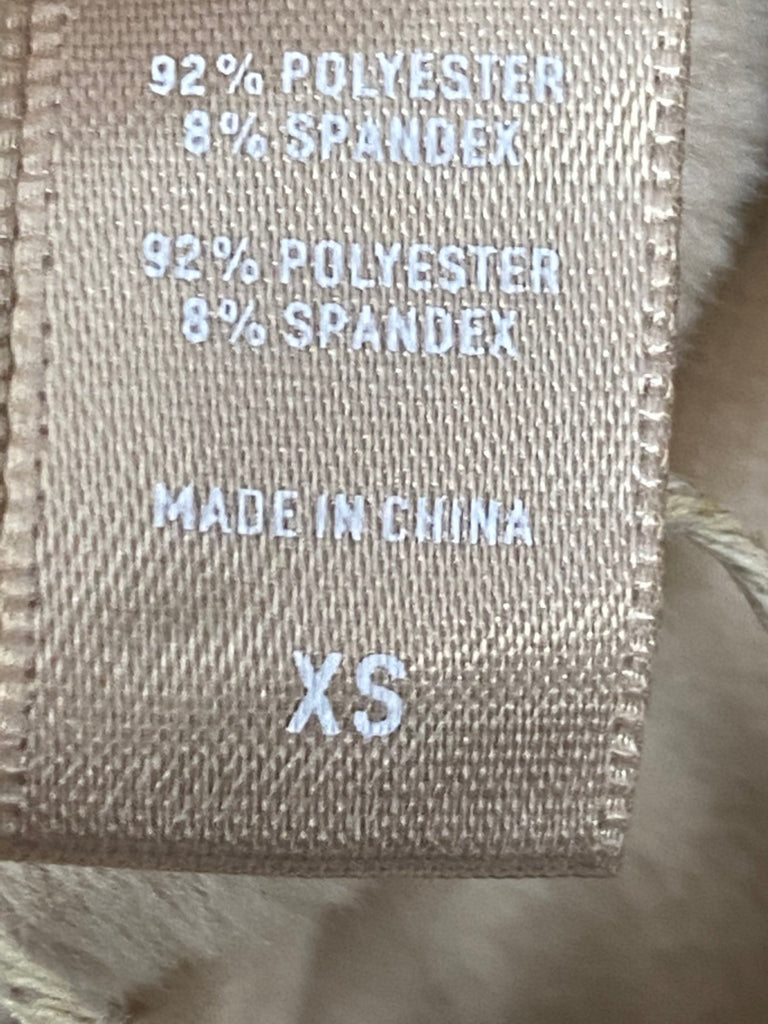 92% POLYESTER
8% SPANDEX
92% POLYESTER
8% SPANDEX
MADE IN CHINA
XS